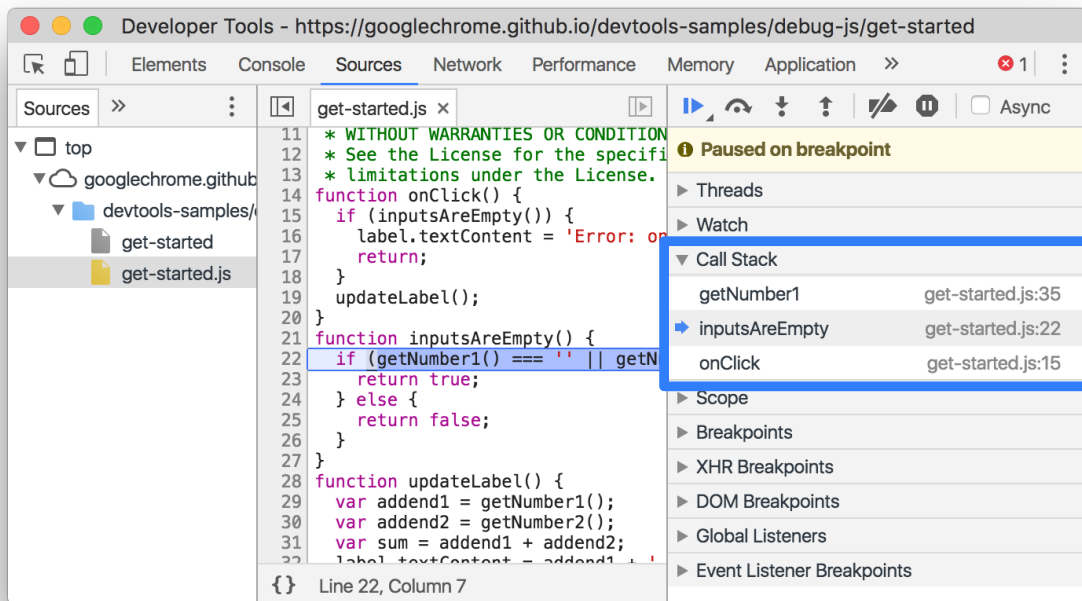 Developer Tools - https://googlechrome.github.io/devtools-samples/debug-js/get-started
Elements Console Sources Network Performance Memory Application » 1
Sources »
get-started.js ×
Async
top
googlechrome.github
devtools-samples/
get-started
get-started.js
11 * WITHOUT WARRANTIES OR CONDITION
12 * See the License for the specifi
13 * limitations under the License.
14 function onClick() {
15 if (inputsAreEmpty()) {
16 label.textContent = 'Error: on
17 return;
18 }
19 updateLabel();
20 }
21 function inputsAreEmpty() {
22 if (getNumber1() === '' || getN
23 return true;
24 } else {
25 return false;
26 }
27 }
28 function updateLabel() {
29 var addend1 = getNumber1();
30 var addend2 = getNumber2();
31 var sum = addend1 + addend2;
32 label.textContent = addend1 + '
{} Line 22, Column 7
Paused on breakpoint
Threads
Watch
Call Stack
getNumber1 get-started.js:35
inputsAreEmpty get-started.js:22
onClick get-started.js:15
Scope
Breakpoints
XHR Breakpoints
DOM Breakpoints
Global Listeners
Event Listener Breakpoints